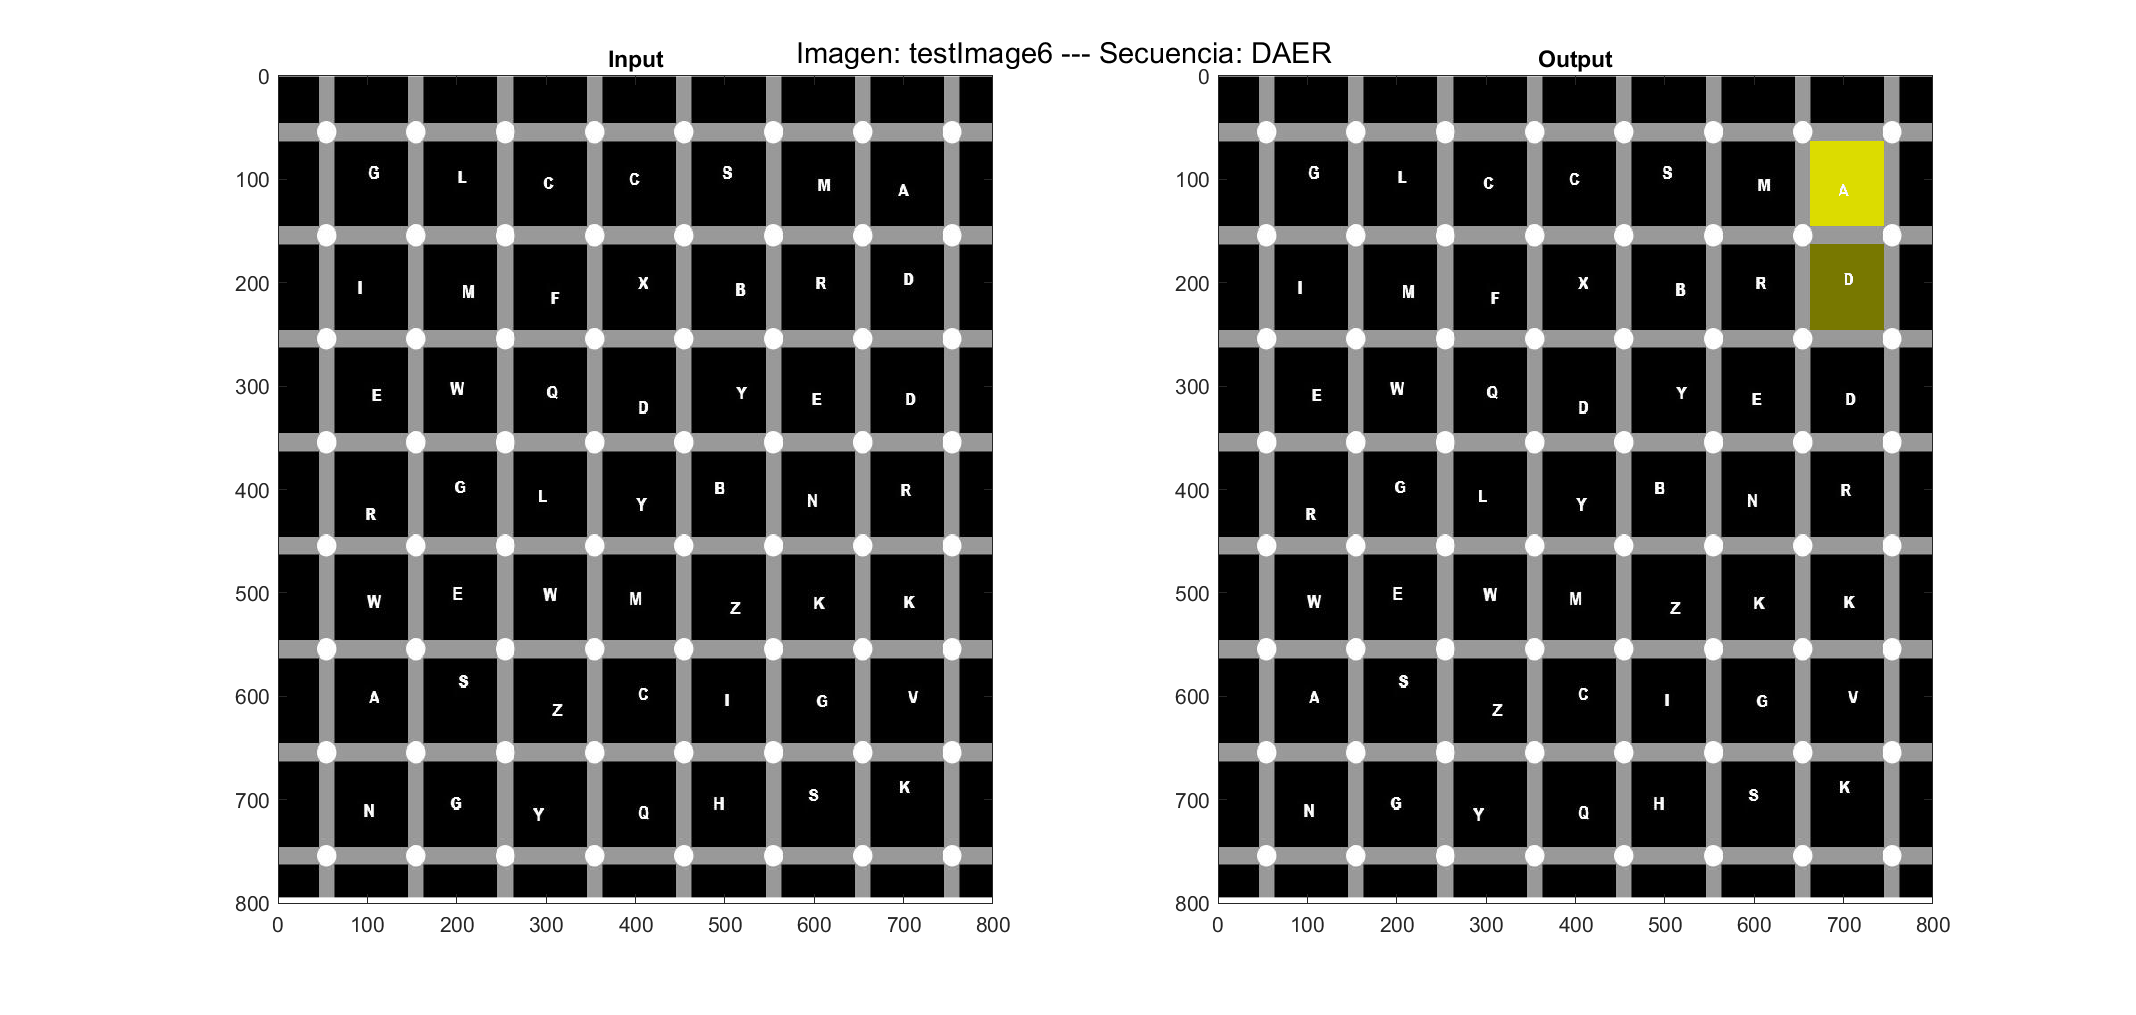 Imagen: testImage6 --- Secuencia: DAER
Input
0
100
200
300
400
500
600
700
800
G L C C S M A
I M F X B R D
E W Q D Y E D
R G L Y B N R
W E W M Z K K
A S Z C I G V
N G Y Q H S K
0 100 200 300 400 500 600 700 800
Output
0
100
200
300
400
500
600
700
800
G L C C S M A
I M F X B R D
E W Q D Y E D
R G L Y B N R
W E W M Z K K
A S Z C I G V
N G Y Q H S K
0 100 200 300 400 500 600 700 800